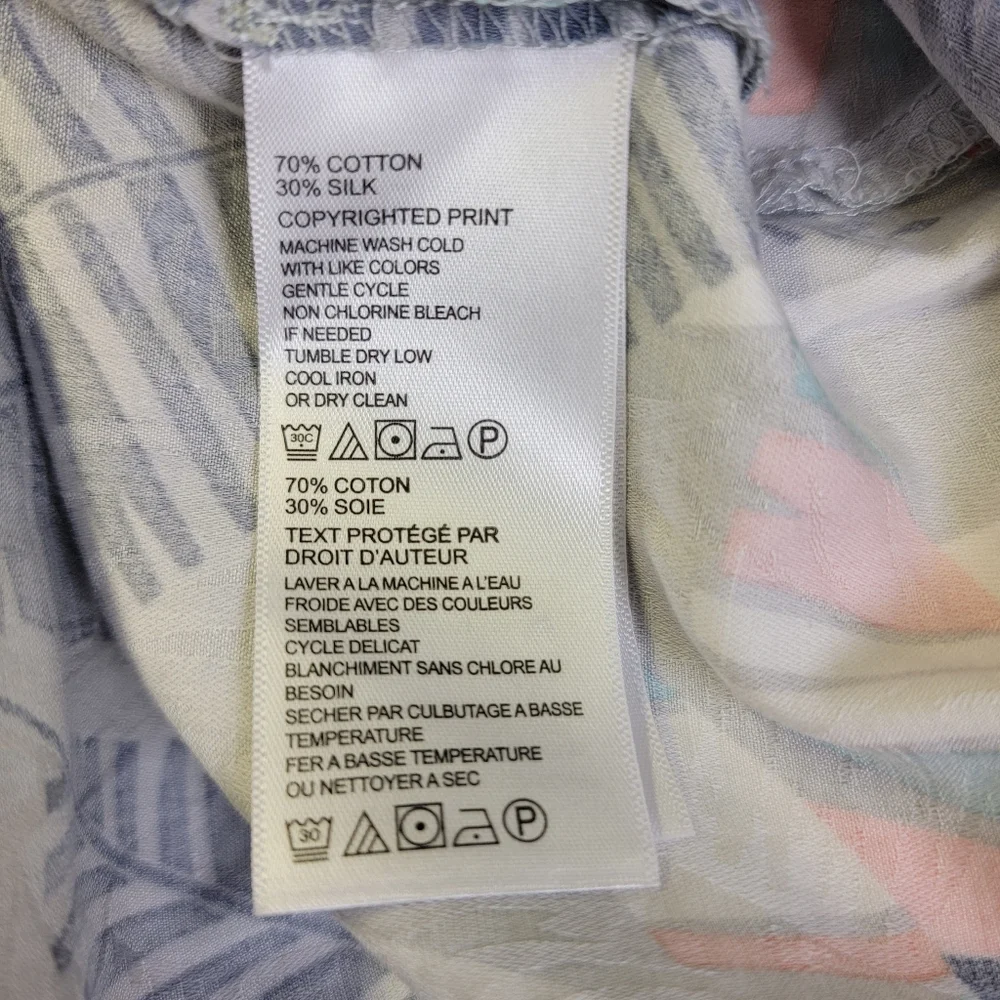 70% COTTON
30% SILK
COPYRIGHTED PRINT
MACHINE WASH COLD
WITH LIKE COLORS
GENTLE CYCLE
NON CHLORINE BLEACH
IF NEEDED
TUMBLE DRY LOW
COOL IRON
OR DRY CLEAN
30C P
70% COTON
30% SOIE
TEXT PROTÉGÉ PAR
DROIT D'AUTEUR
LAVER A LA MACHINE A L'EAU
FROIDE AVEC DES COULEURS
SEMBLABLES
CYCLE DELICAT
BLANCHIMENT SANS CHLORE AU
BESOIN
SECHER PAR CULBUTAGE A BASSE
TEMPERATURE
FER A BASSE TEMPERATURE
OU NETTOYER A SEC
30 P